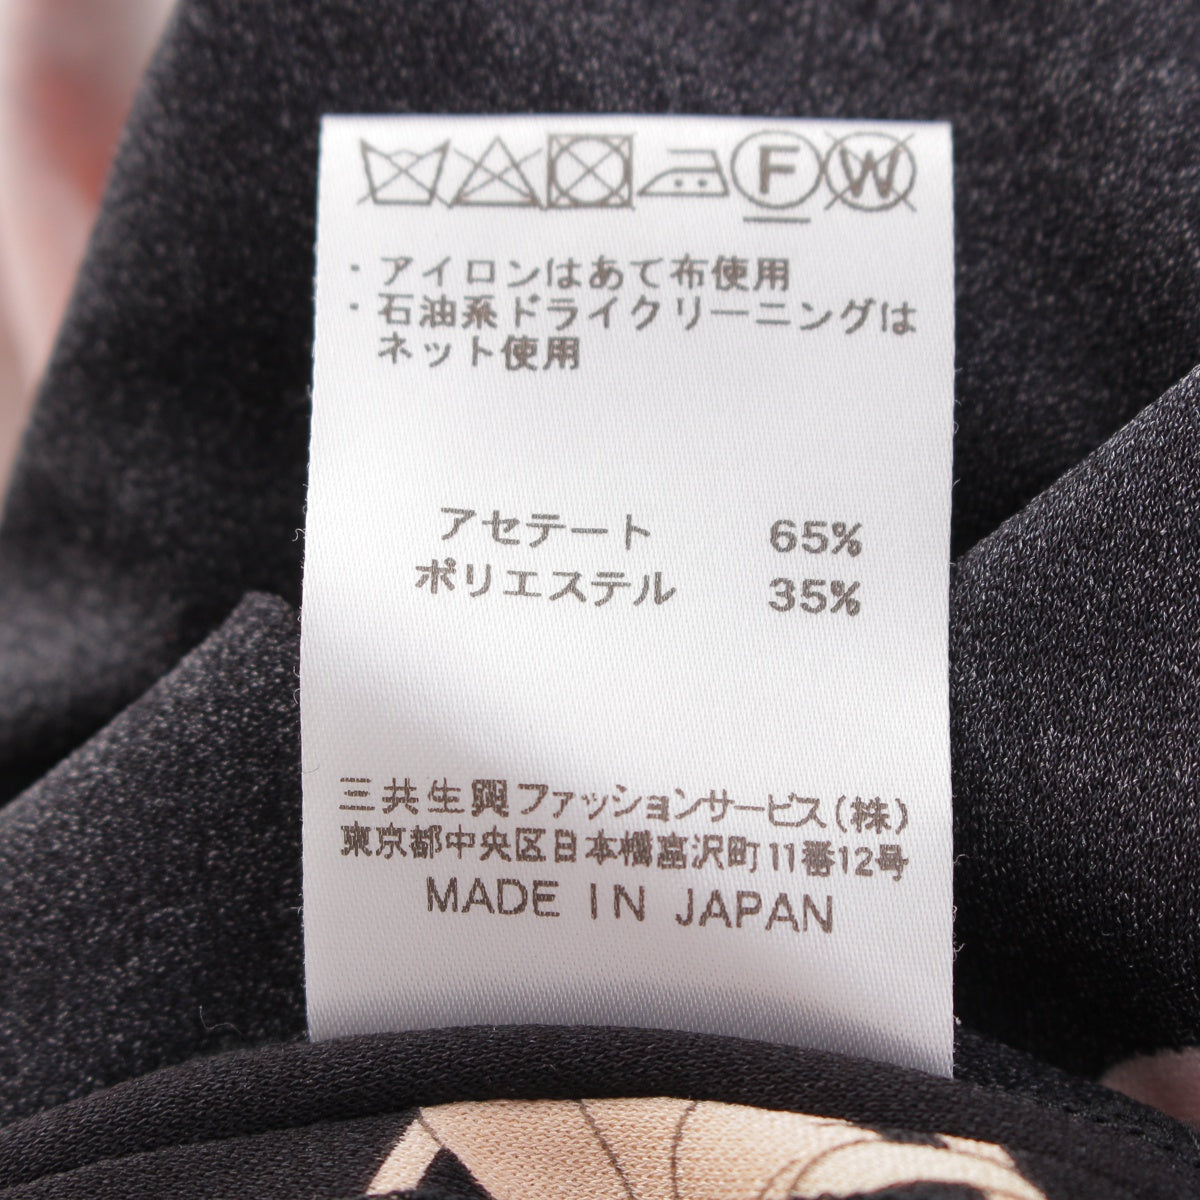 F W
・アイロンはあて布使用
・石油系ドライクリーニングは
ネット使用
アセテート 65%
ポリエステル 35%
三共生興ファッションサービス(株)
東京都中央区日本橋富沢町11番12号
MADE IN JAPAN